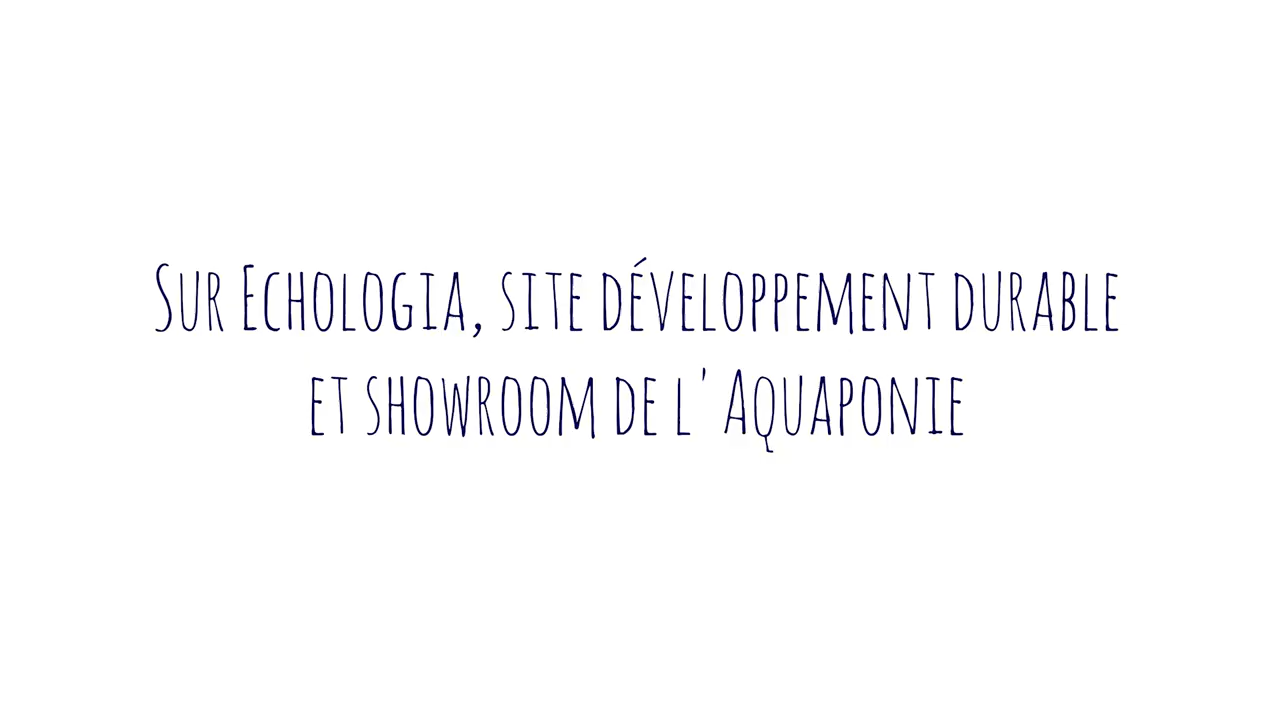 Sur Echologia, site développement durable
et showroom de l' Aquaponie